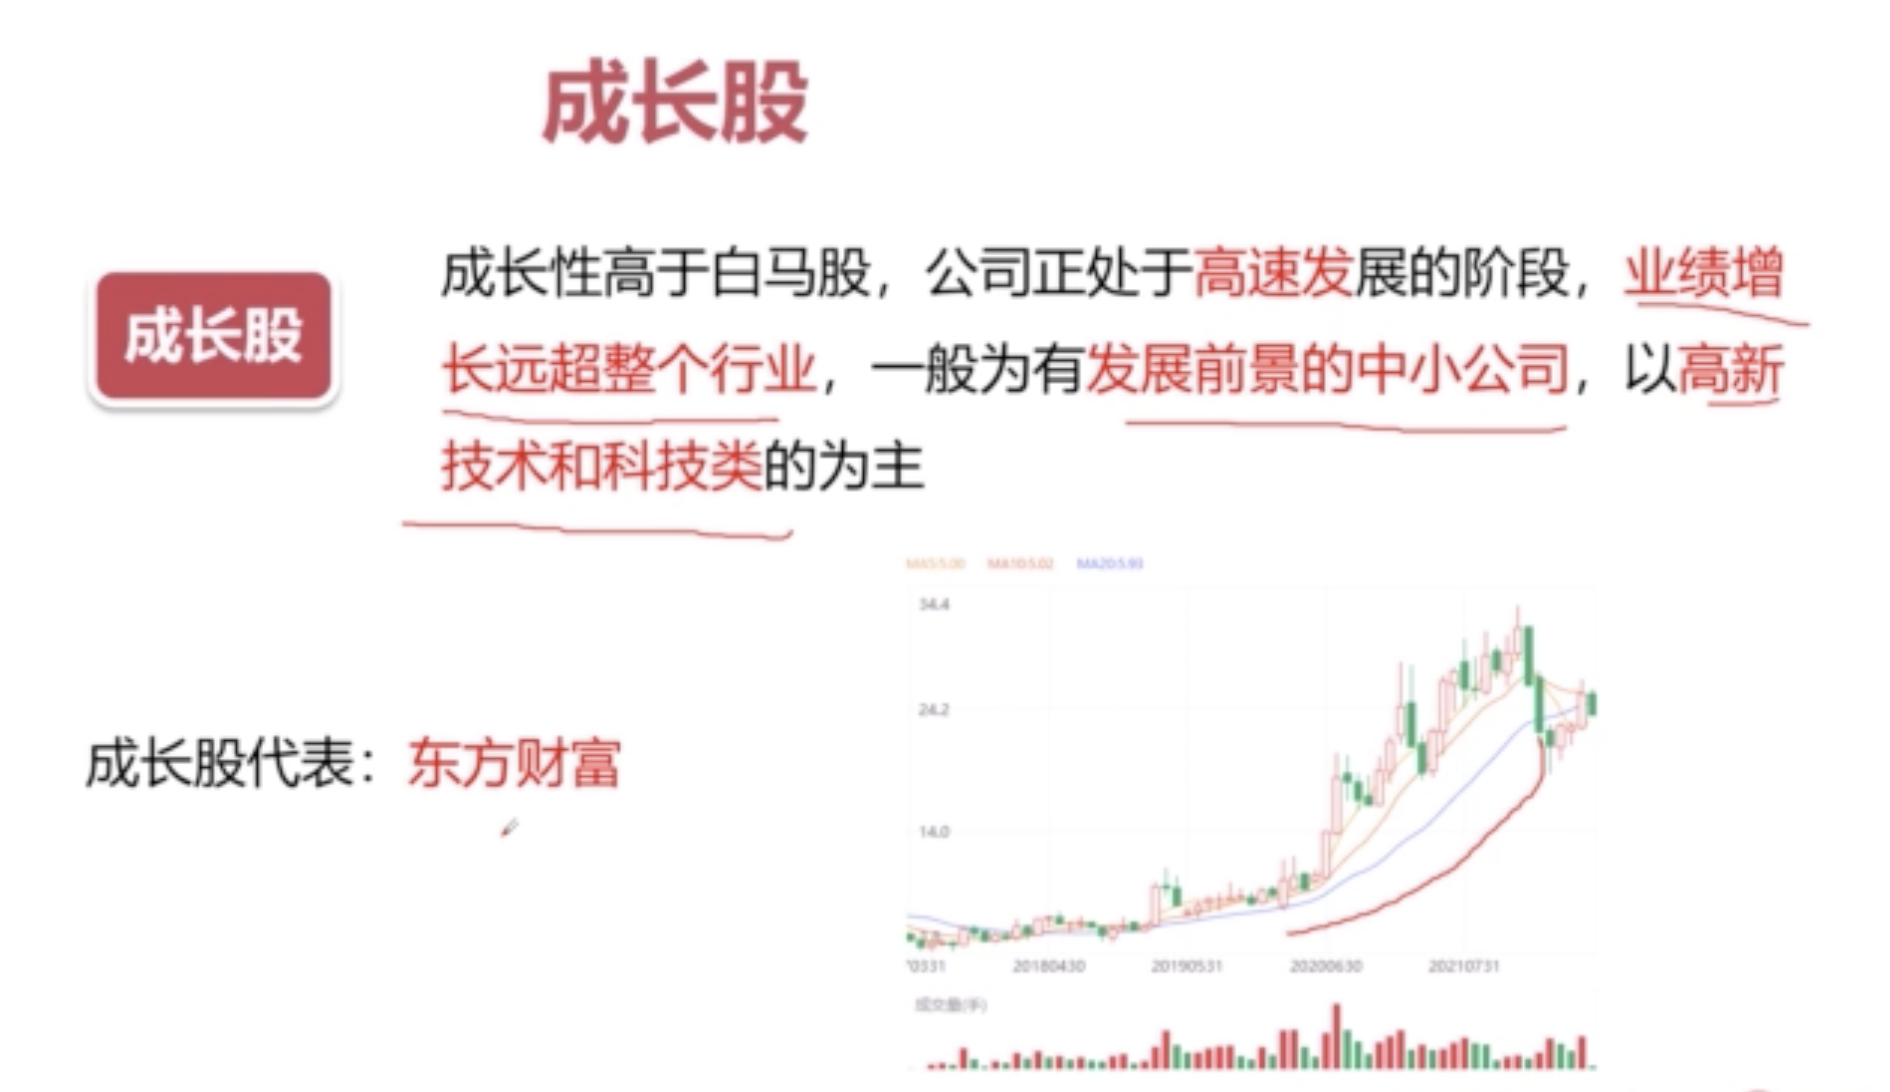 成长股
成长股
成长性高于白马股，公司正处于高速发展的阶段，业绩增
长远超整个行业，一般为有发展前景的中小公司，以高新
技术和科技类的为主
成长股代表：东方财富
MA5:5.00 MA10:5.02 MA20:5.93
34.4
24.2
14.0
20180430 20190531 20200630 20210731
成交量(手)